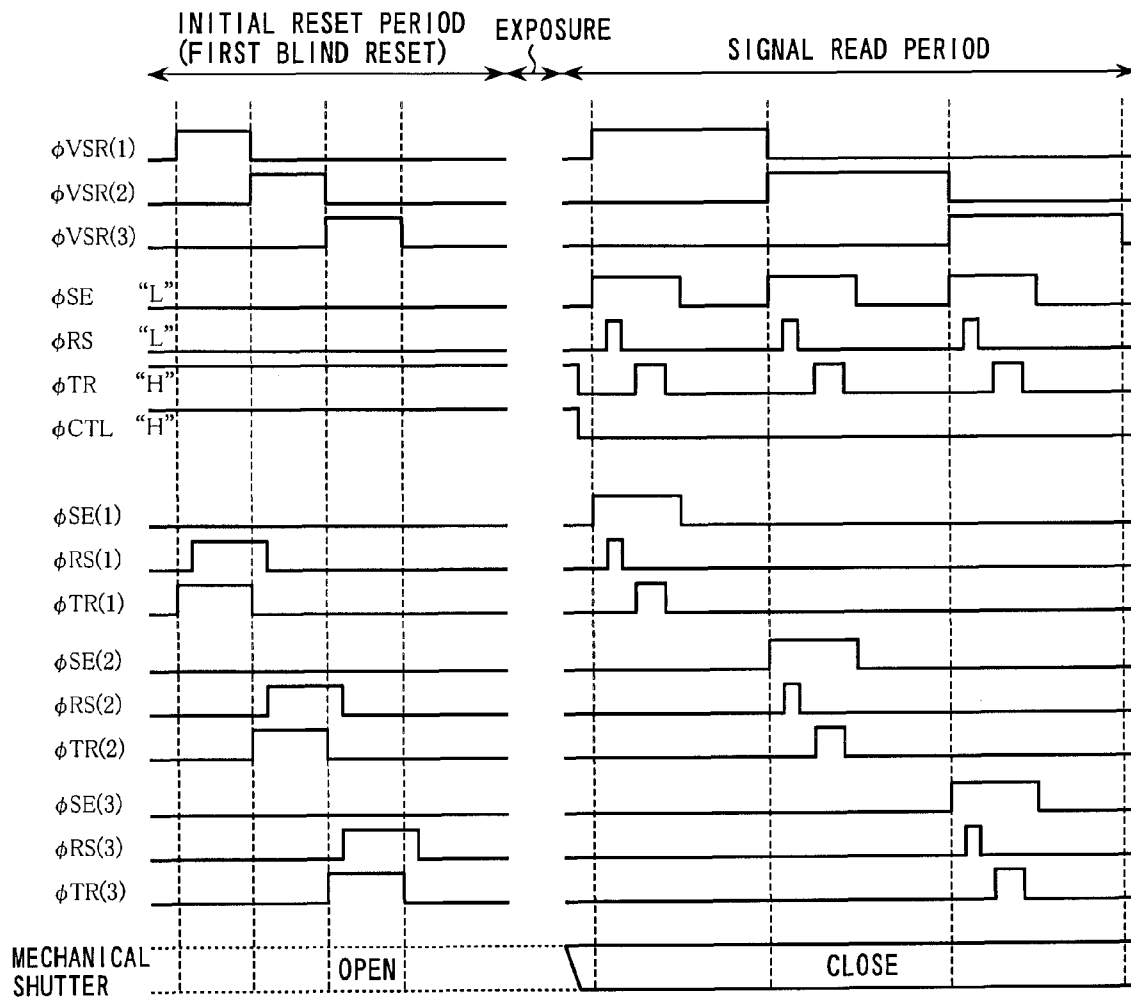 INITIAL RESET PERIOD
(FIRST BLIND RESET)
EXPOSURE
SIGNAL READ PERIOD
φVSR(1)
φVSR(2)
φVSR(3)
φSE “L”
φRS “L”
φTR “H”
φCTL “H”
φSE(1)
φRS(1)
φTR(1)
φSE(2)
φRS(2)
φTR(2)
φSE(3)
φRS(3)
φTR(3)
MECHANICAL
SHUTTER
OPEN
CLOSE